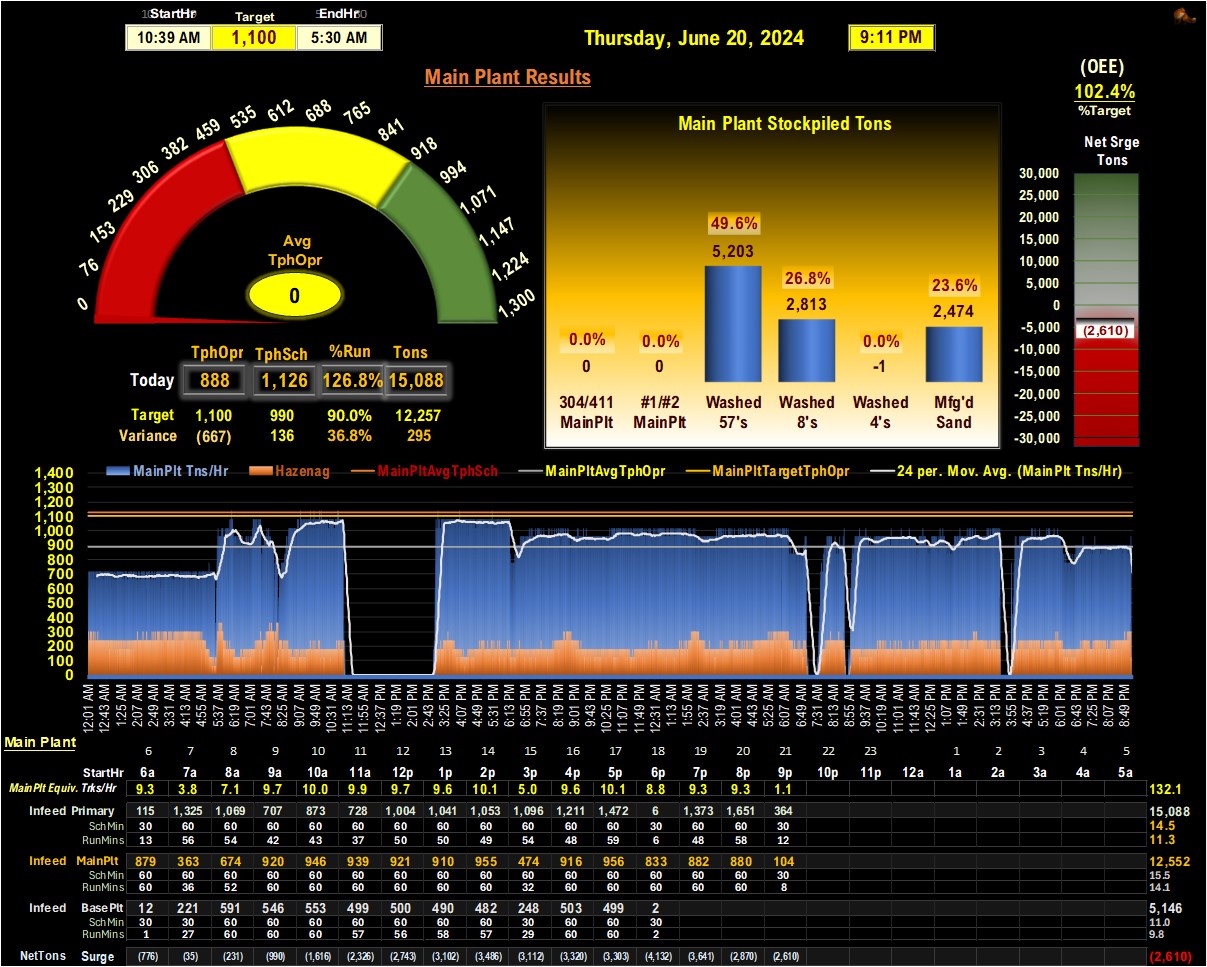 StartHr Target EndHr
10:39 AM 1,100 5:30 AM
Thursday, June 20, 2024 9:11 PM
Main Plant Results
(OEE)
102.4%
%Target
Net Srge
Tons
30,000
25,000
20,000
15,000
10,000
5,000
0
-5,000
(2,610)
-10,000
-15,000
-20,000
-25,000
-30,000
0
76
153
229
306
382
459
535
612
688
765
841
918
994
1,071
1,147
1,224
1,300
Avg
TphOpr
0
TphOpr TphSch %Run Tons
Today 888 1,126 126.8% 15,088
Target 1,100 990 90.0% 12,257
Variance (667) 136 36.8% 295
Main Plant Stockpiled Tons
0.0% 0.0% 49.6% 26.8% 0.0% 23.6%
0 0 5,203 2,813 -1 2,474
304/411 #1/#2 Washed Washed Washed Mfg'd
MainPlt MainPlt 57's 8's 4's Sand
MainPlt Tns/Hr Hazenag MainPltAvgTphSch MainPltAvgTphOpr MainPltTargetTphOpr 24 per. Mov. Avg. (MainPlt Tns/Hr)
1,400
1,300
1,200
1,100
1,000
900
800
700
600
500
400
300
200
100
0
12:01 AM 12:43 AM 1:25 AM 2:07 AM 2:49 AM 3:31 AM 4:13 AM 4:55 AM 5:37 AM 6:19 AM 7:01 AM 7:43 AM 8:25 AM 9:07 AM 9:49 AM 10:31 AM 11:13 AM 11:55 AM 12:37 PM 1:19 PM 2:01 PM 2:43 PM 3:25 PM 4:07 PM 4:49 PM 5:31 PM 6:13 PM 6:55 PM 7:37 PM 8:19 PM 9:01 PM 9:43 PM 10:25 PM 11:07 PM 11:49 PM 12:31 AM 1:13 AM 1:55 AM 2:37 AM 3:19 AM 4:01 AM 4:43 AM 5:25 AM 6:07 AM 6:49 AM 7:31 AM 8:13 AM 8:55 AM 9:37 AM 10:19 AM 11:01 AM 11:43 AM 12:25 PM 1:07 PM 1:49 PM 2:31 PM 3:13 PM 3:55 PM 4:37 PM 5:19 PM 6:01 PM 6:43 PM 7:25 PM 8:07 PM 8:49 PM
Main Plant
6 7 8 9 10 11 12 13 14 15 16 17 18 19 20 21 22 23 1 2 3 4 5
StartHr 6a 7a 8a 9a 10a 11a 12p 1p 2p 3p 4p 5p 6p 7p 8p 9p 10p 11p 12a 1a 2a 3a 4a 5a
MainPlt Equiv. Trks/Hr 9.3 3.8 7.1 9.7 10.0 9.9 9.7 9.6 10.1 5.0 9.6 10.1 8.8 9.3 9.3 1.1 132.1
Infeed Primary 115 1,325 1,069 707 873 728 1,004 1,041 1,053 1,096 1,211 1,472 6 1,373 1,651 364 15,088
SchMin 30 60 60 60 60 60 60 60 60 60 60 60 30 60 60 30 14.5
RunMins 13 56 54 42 43 37 50 50 49 54 48 59 6 48 58 12 11.3
Infeed MainPlt 879 363 674 920 946 939 921 910 955 474 916 956 833 882 880 104 12,552
SchMin 60 60 60 60 60 60 60 60 60 60 60 60 60 60 60 30 15.5
RunMins 60 36 52 60 60 60 60 60 60 32 60 60 60 60 60 8 14.1
Infeed BasePlt 12 221 591 546 553 499 500 490 482 248 503 499 2 5,146
SchMin 30 30 60 60 60 60 60 60 60 30 60 60 30 11.0
RunMins 1 27 60 60 60 57 56 58 57 29 60 60 2 9.8
NetTons Surge (776) (35) (231) (990) (1,616) (2,326) (2,743) (3,102) (3,486) (3,112) (3,320) (3,303) (4,132) (3,641) (2,870) (2,610) (2,610)